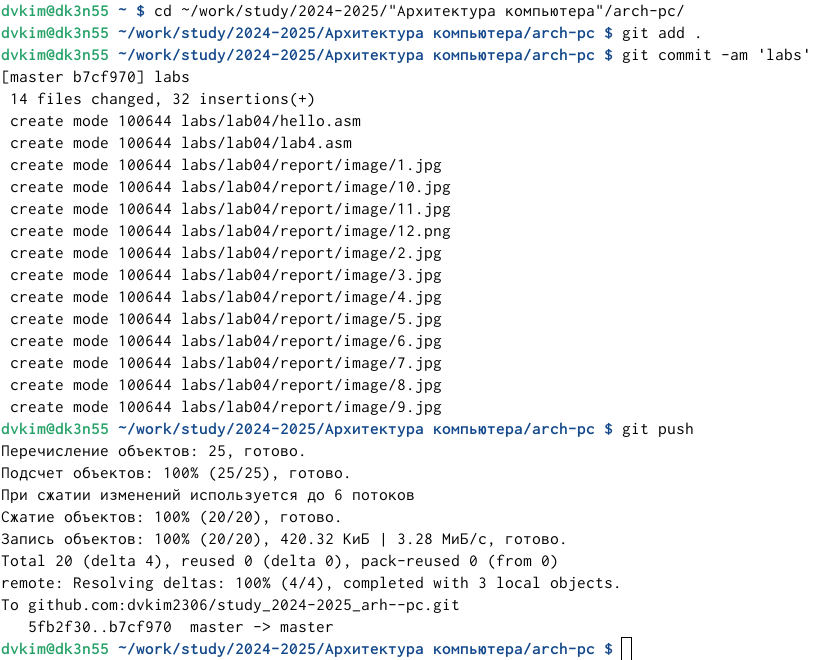 dvkim@dk3n55 ~ $ cd ~/work/study/2024-2025/"Архитектура компьютера"/arch-pc/
dvkim@dk3n55 ~/work/study/2024-2025/Архитектура компьютера/arch-pc $ git add .
dvkim@dk3n55 ~/work/study/2024-2025/Архитектура компьютера/arch-pc $ git commit -am 'labs'
[master b7cf970] labs
 14 files changed, 32 insertions(+)
 create mode 100644 labs/lab04/hello.asm
 create mode 100644 labs/lab04/lab4.asm
 create mode 100644 labs/lab04/report/image/1.jpg
 create mode 100644 labs/lab04/report/image/10.jpg
 create mode 100644 labs/lab04/report/image/11.jpg
 create mode 100644 labs/lab04/report/image/12.png
 create mode 100644 labs/lab04/report/image/2.jpg
 create mode 100644 labs/lab04/report/image/3.jpg
 create mode 100644 labs/lab04/report/image/4.jpg
 create mode 100644 labs/lab04/report/image/5.jpg
 create mode 100644 labs/lab04/report/image/6.jpg
 create mode 100644 labs/lab04/report/image/7.jpg
 create mode 100644 labs/lab04/report/image/8.jpg
 create mode 100644 labs/lab04/report/image/9.jpg
dvkim@dk3n55 ~/work/study/2024-2025/Архитектура компьютера/arch-pc $ git push
Перечисление объектов: 25, готово.
Подсчет объектов: 100% (25/25), готово.
При сжатии изменений используется до 6 потоков
Сжатие объектов: 100% (20/20), готово.
Запись объектов: 100% (20/20), 420.32 КиБ | 3.28 МиБ/с, готово.
Total 20 (delta 4), reused 0 (delta 0), pack-reused 0 (from 0)
remote: Resolving deltas: 100% (4/4), completed with 3 local objects.
To github.com:dvkim2306/study_2024-2025_arh--pc.git
   5fb2f30..b7cf970  master -> master
dvkim@dk3n55 ~/work/study/2024-2025/Архитектура компьютера/arch-pc $